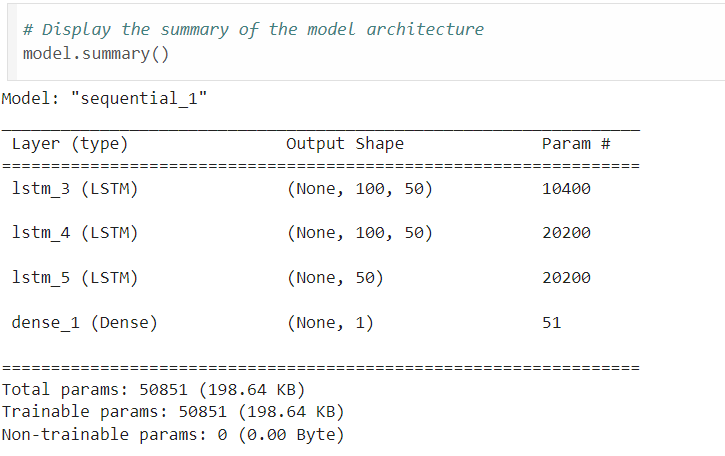 # Display the summary of the model architecture
model.summary()
Model: "sequential_1"
Layer (type) Output Shape Param #
lstm_3 (LSTM) (None, 100, 50) 10400
lstm_4 (LSTM) (None, 100, 50) 20200
lstm_5 (LSTM) (None, 50) 20200
dense_1 (Dense) (None, 1) 51
Total params: 50851 (198.64 KB)
Trainable params: 50851 (198.64 KB)
Non-trainable params: 0 (0.00 Byte)